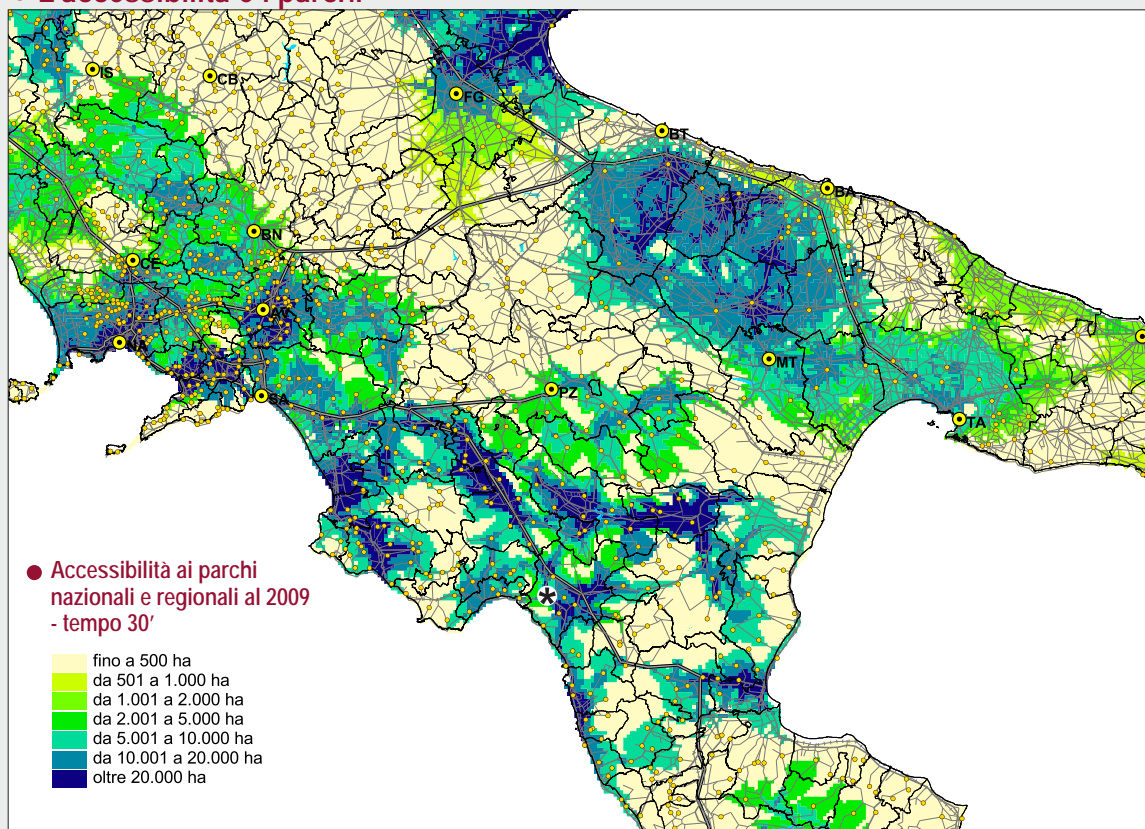 L'accessibilità e i parchi
IS
CB
FG
BT
BA
BN
CE
AV
NA
MT
SA
PZ
TA
*
● Accessibilità ai parchi
nazionali e regionali al 2009
- tempo 30′
fino a 500 ha
da 501 a 1.000 ha
da 1.001 a 2.000 ha
da 2.001 a 5.000 ha
da 5.001 a 10.000 ha
da 10.001 a 20.000 ha
oltre 20.000 ha